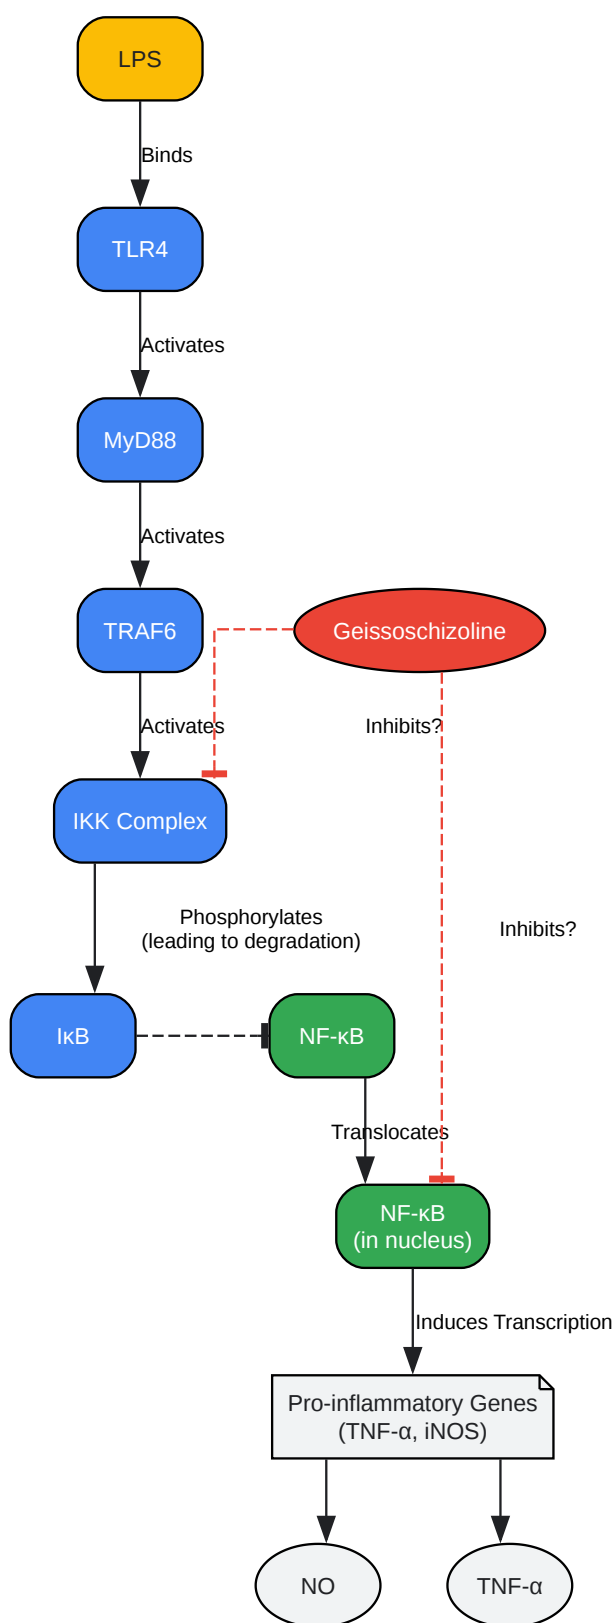 LPS
Binds
TLR4
Activates
MyD88
Activates
TRAF6
Geissoschizoline
Activates
Inhibits?
IKK Complex
Phosphorylates
(leading to degradation)
Inhibits?
IκB
NF-κB
Translocates
NF-κB
(in nucleus)
Induces Transcription
Pro-inflammatory Genes
(TNF-α, iNOS)
NO
TNF-α